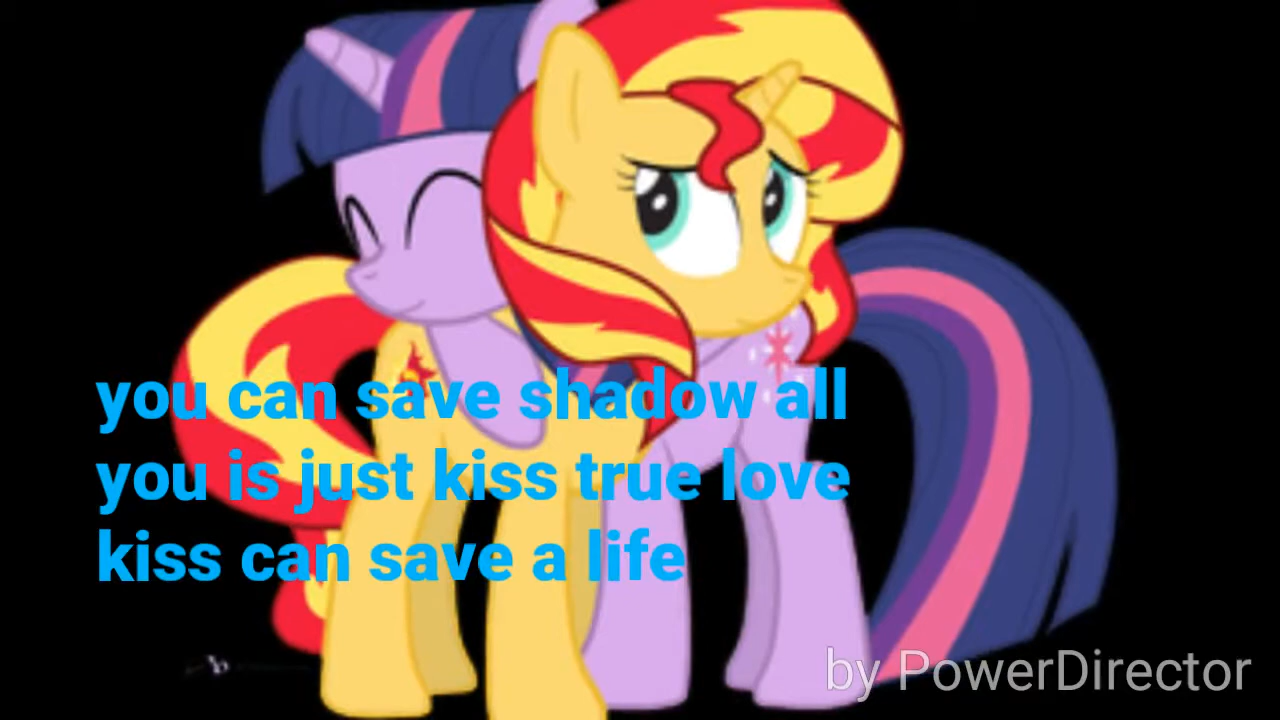 you can save shadow all
you is just kiss true love
kiss can save a life
by PowerDirector